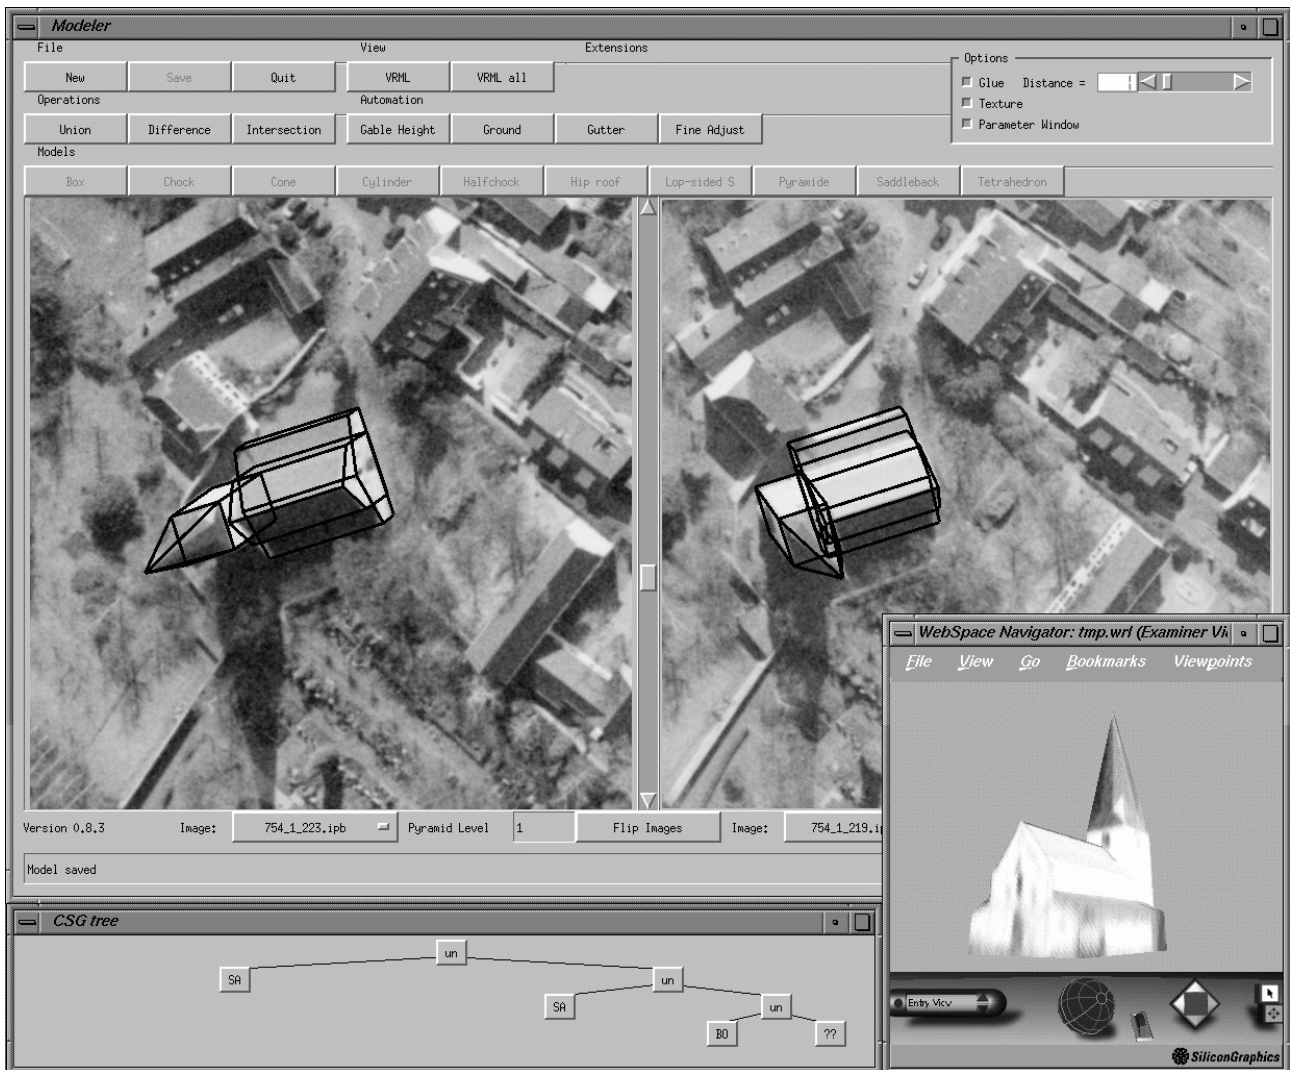 Modeler
File View Extensions
New Save Quit VRML VRML all
Options
Glue Distance = 1
Operations Automation
Texture
Union Difference Intersection Gable Height Ground Gutter Fine Adjust
Parameter Window
Models
Box Chock Cone Cylinder Halfchock Hip roof Lop-sided S Pyramide Saddleback Tetrahedron
Version 0.8.3 Image: 754_1_223.ipb Pyramid Level 1 Flip Images Image: 754_1_219.ip
Model saved
WebSpace Navigator: tmp.wrl (Examiner Vi
File View Go Bookmarks Viewpoints
Entry View
SiliconGraphics
CSG tree
un
SA un
SA un
BO ??